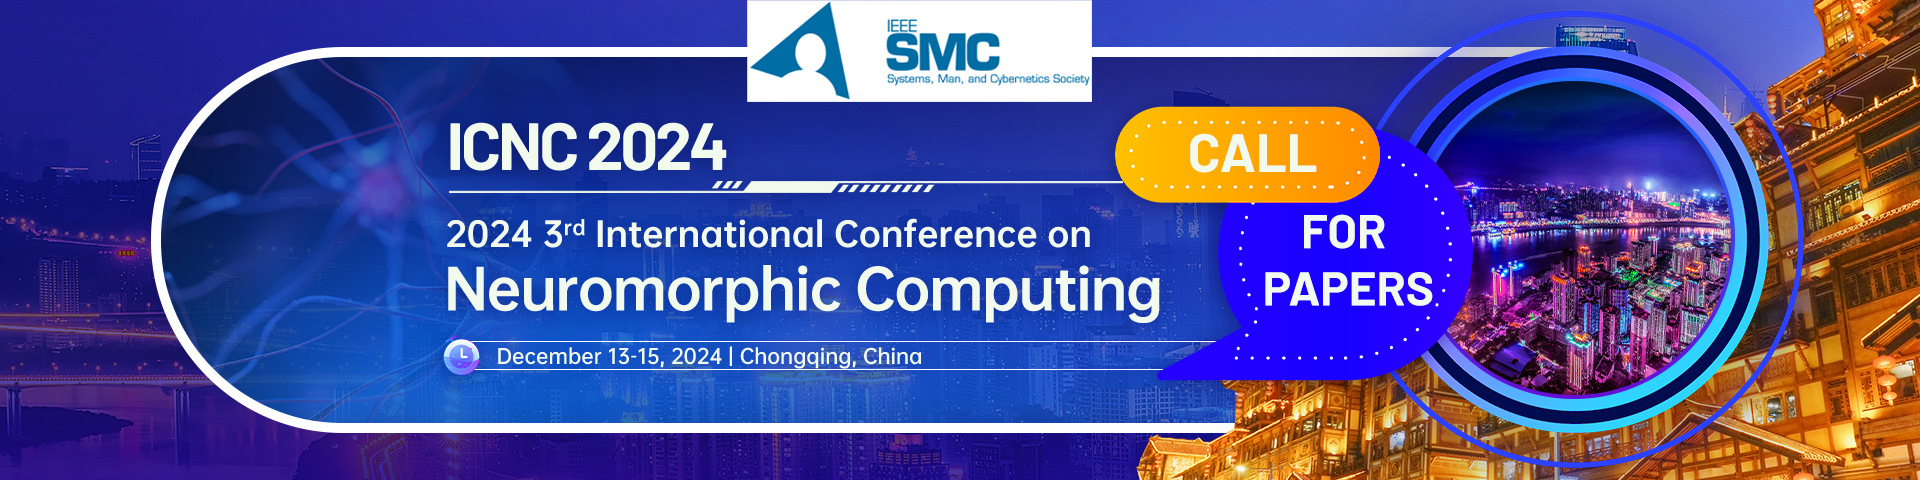 IEEE
SMC
Systems, Man, and Cybernetics Society
ICNC 2024
2024 3rd International Conference on
Neuromorphic Computing
December 13-15, 2024 | Chongqing, China
CALL
FOR
PAPERS